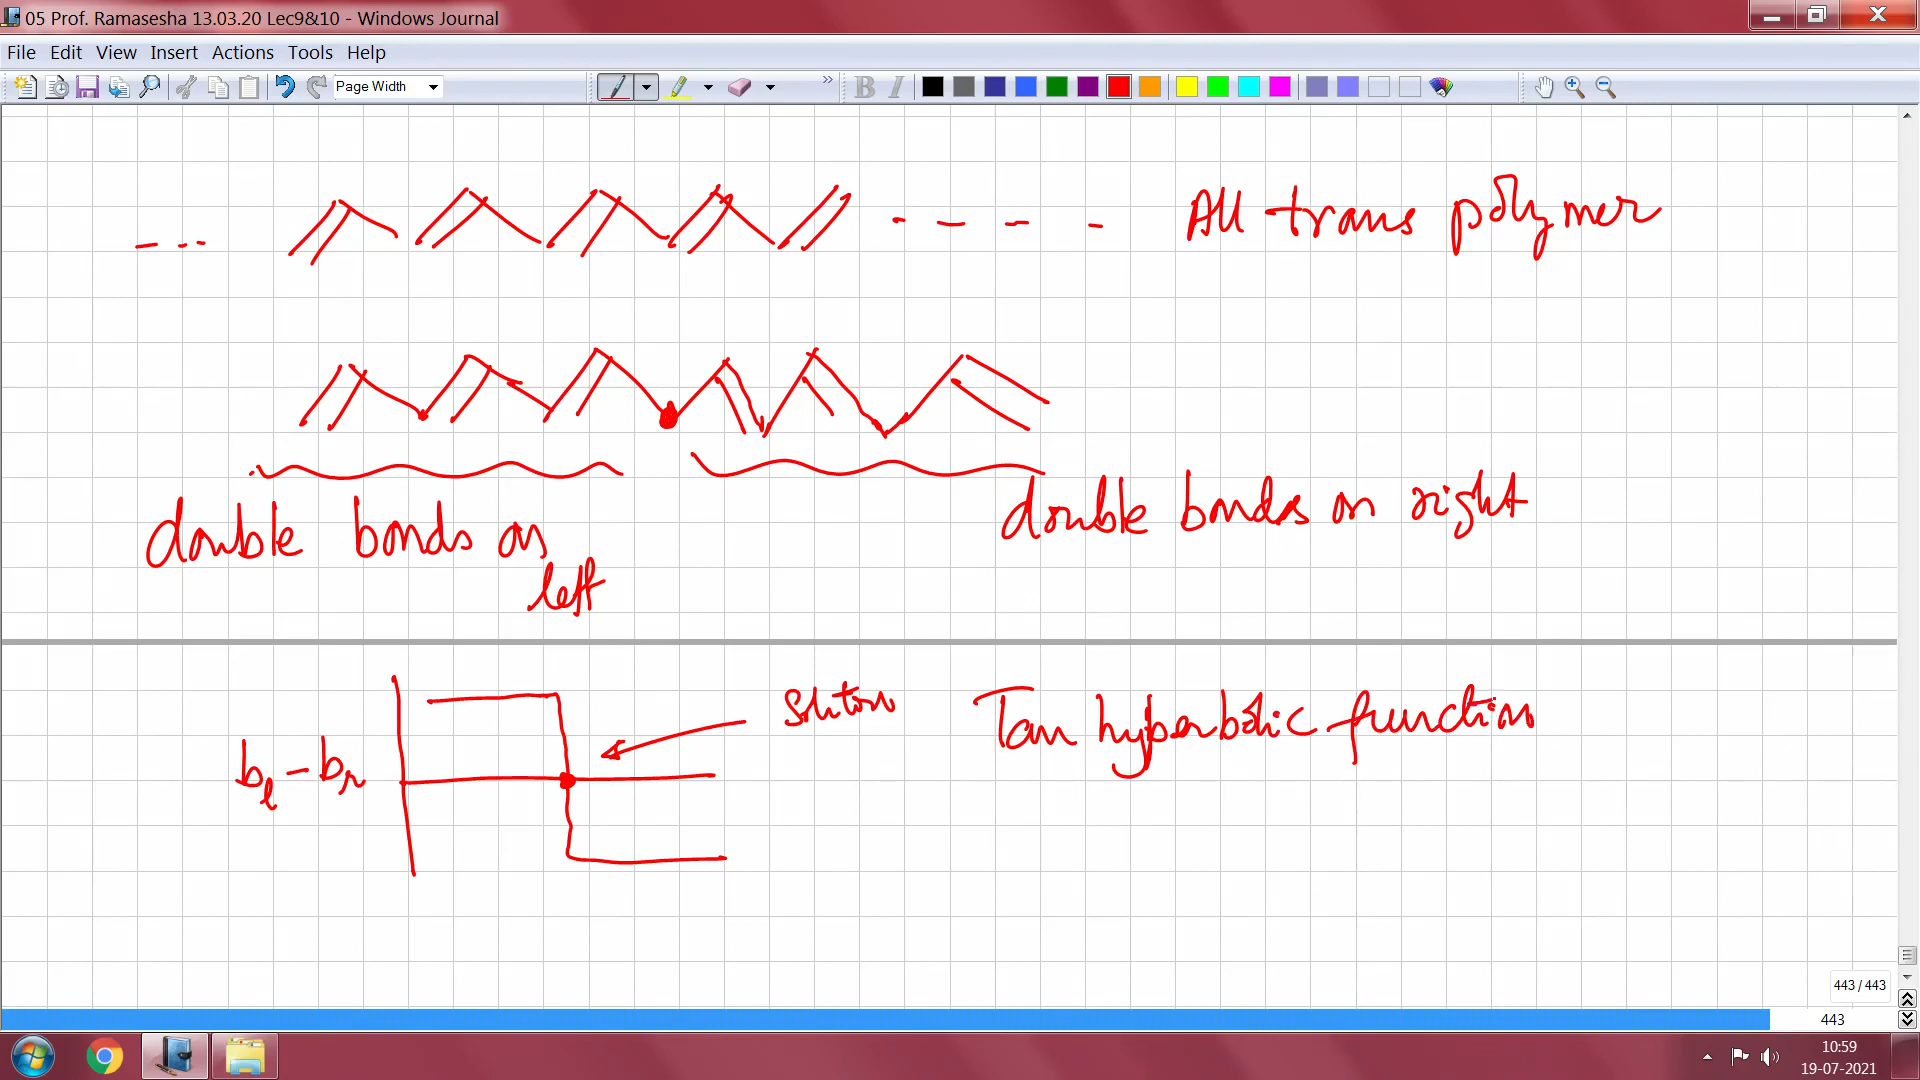 05 Prof. Ramasesha 13.03.20 Lec9&10 - Windows Journal
File Edit View Insert Actions Tools Help
Page Width
B I
All trans polymer
double bonds on left
double bonds on right
b_l - b_r
Soliton
Tan hyperbolic function
443 / 443
443
10:59
19-07-2021